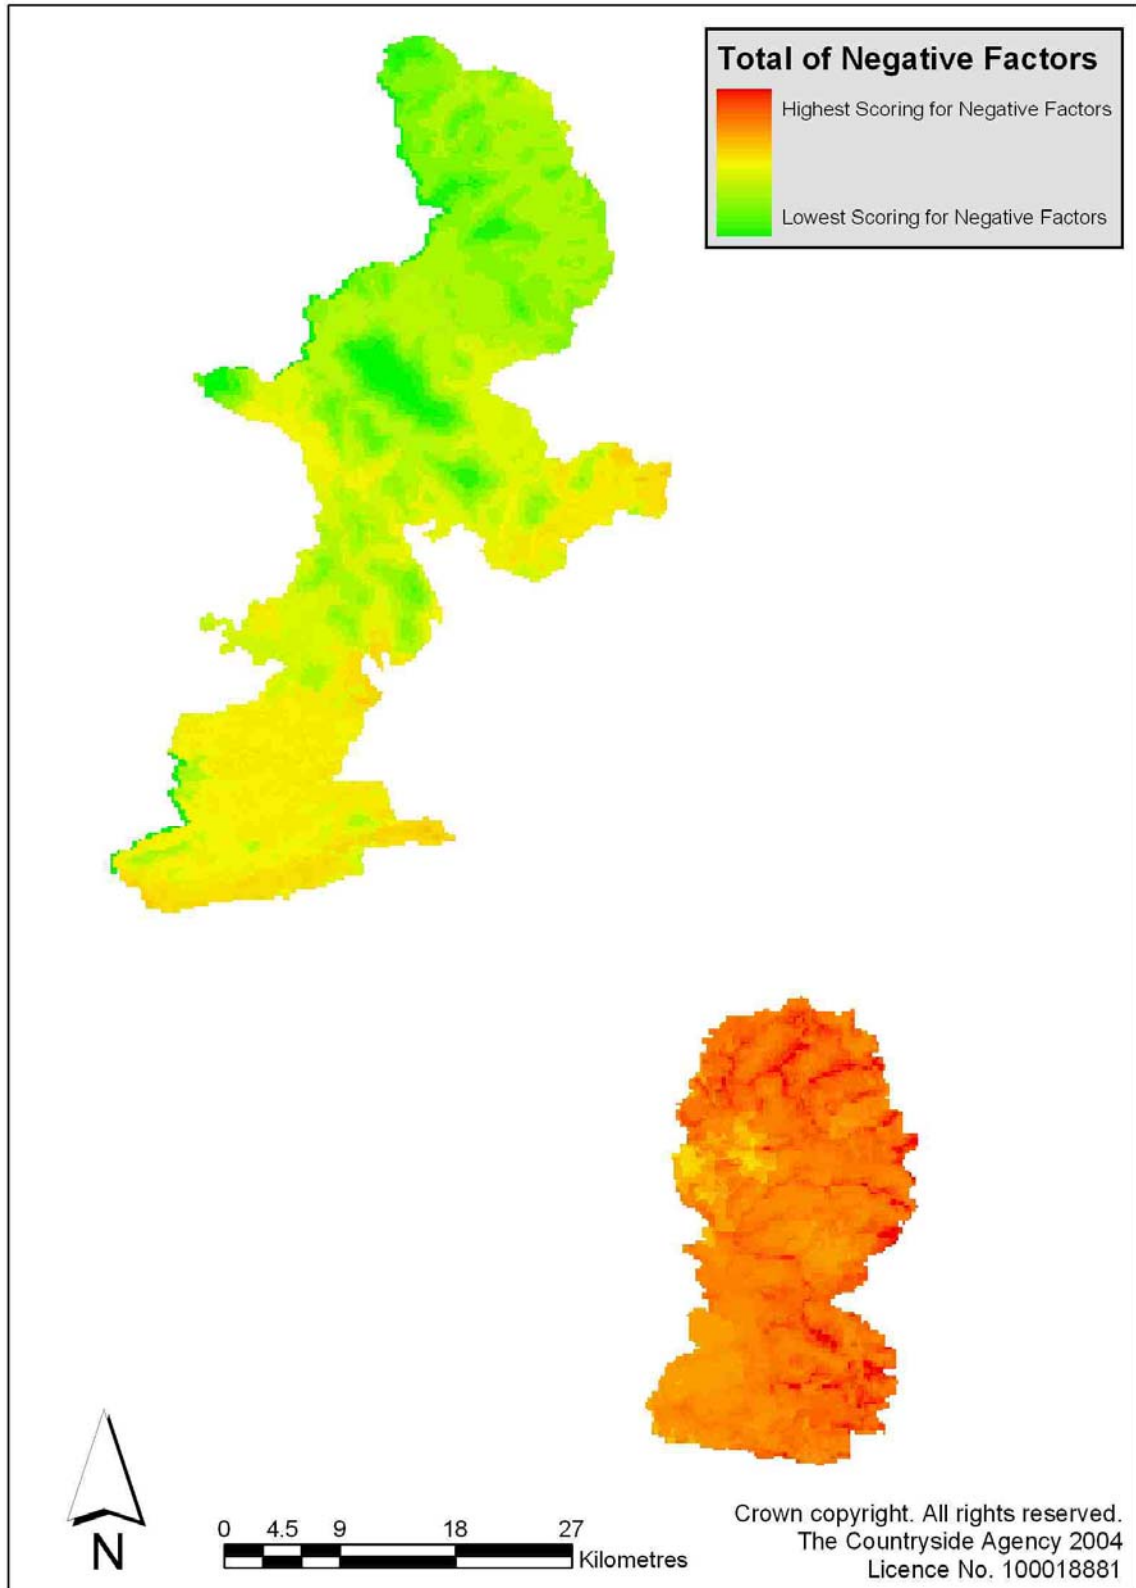 Total of Negative Factors
Highest Scoring for Negative Factors
Lowest Scoring for Negative Factors
N
0 4.5 9 18 27
Kilometres
Crown copyright. All rights reserved.
The Countryside Agency 2004
Licence No. 100018881